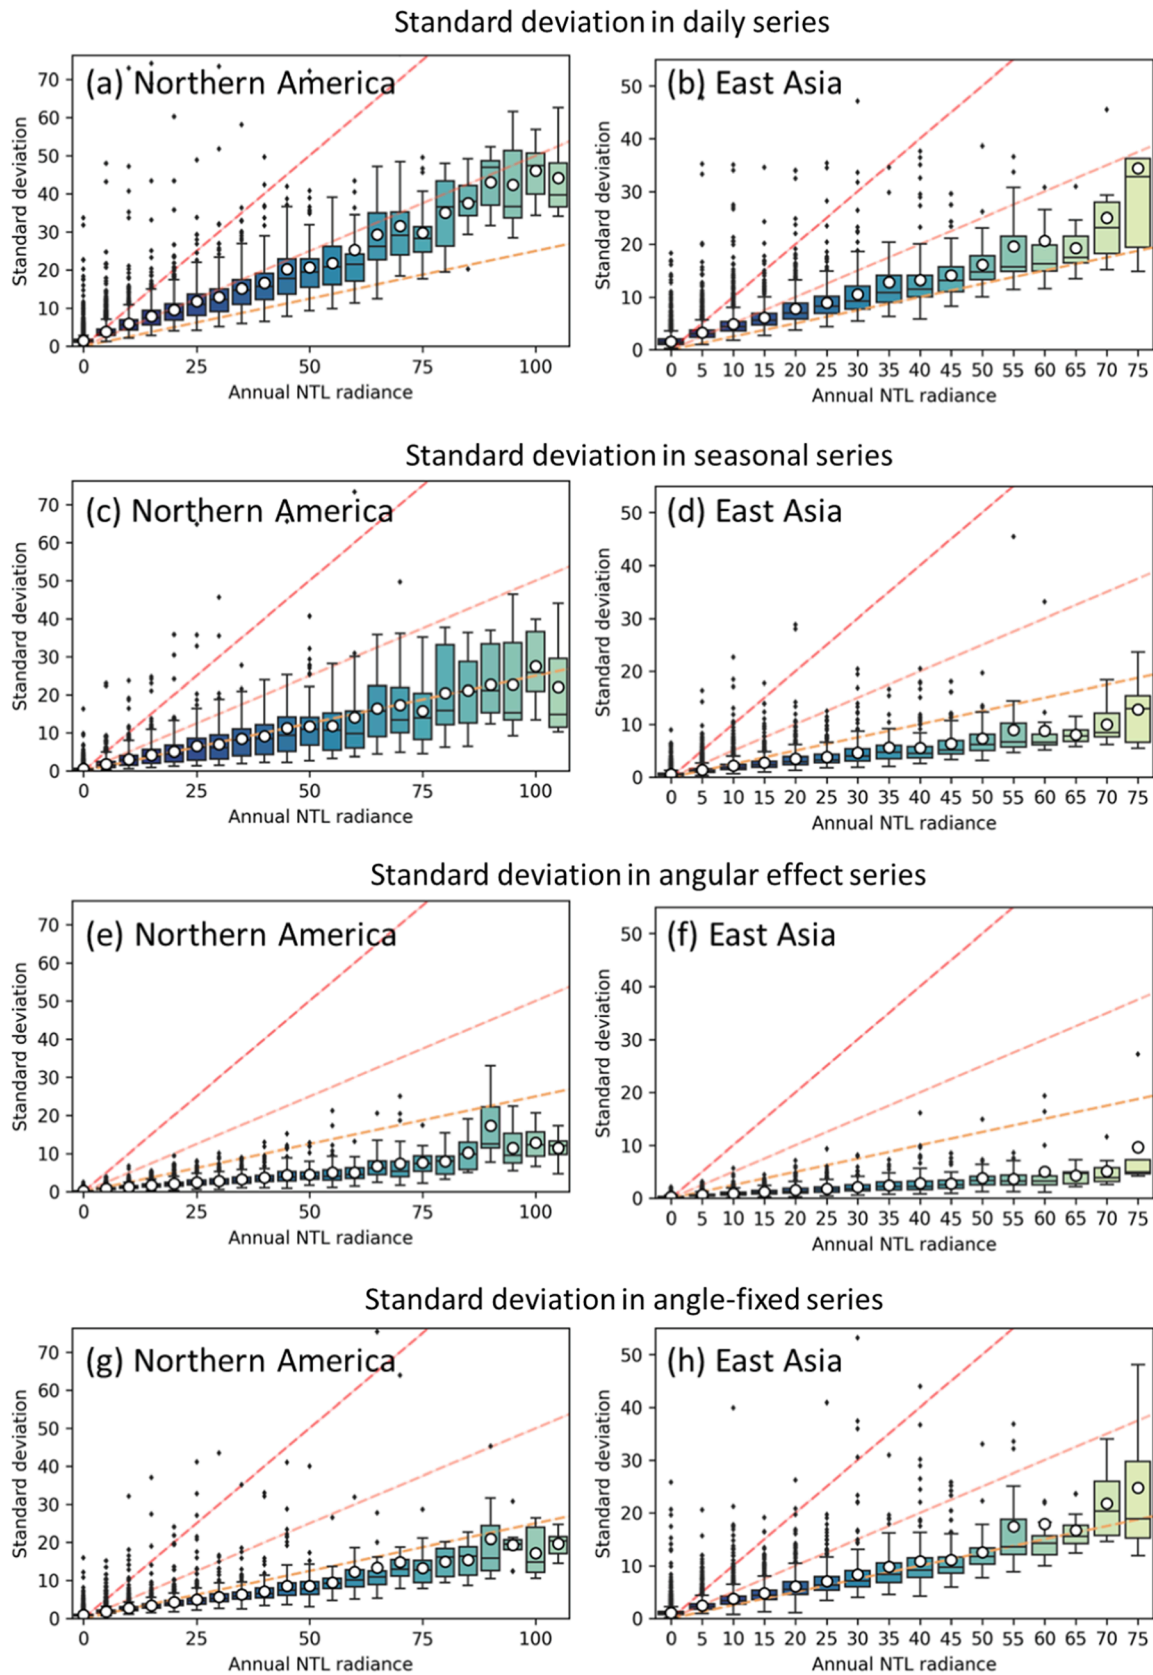 Standard deviation in daily series
(a) Northern America
(b) East Asia
Standard deviation
70
60
50
40
30
20
10
0
0 25 50 75 100
Annual NTL radiance
Standard deviation
50
40
30
20
10
0
0 5 10 15 20 25 30 35 40 45 50 55 60 65 70 75
Annual NTL radiance
Standard deviation in seasonal series
(c) Northern America
(d) East Asia
Standard deviation
70
60
50
40
30
20
10
0
0 25 50 75 100
Annual NTL radiance
Standard deviation
50
40
30
20
10
0
0 5 10 15 20 25 30 35 40 45 50 55 60 65 70 75
Annual NTL radiance
Standard deviation in angular effect series
(e) Northern America
(f) East Asia
Standard deviation
70
60
50
40
30
20
10
0
0 25 50 75 100
Annual NTL radiance
Standard deviation
50
40
30
20
10
0
0 5 10 15 20 25 30 35 40 45 50 55 60 65 70 75
Annual NTL radiance
Standard deviation in angle-fixed series
(g) Northern America
(h) East Asia
Standard deviation
70
60
50
40
30
20
10
0
0 25 50 75 100
Annual NTL radiance
Standard deviation
50
40
30
20
10
0
0 5 10 15 20 25 30 35 40 45 50 55 60 65 70 75
Annual NTL radiance